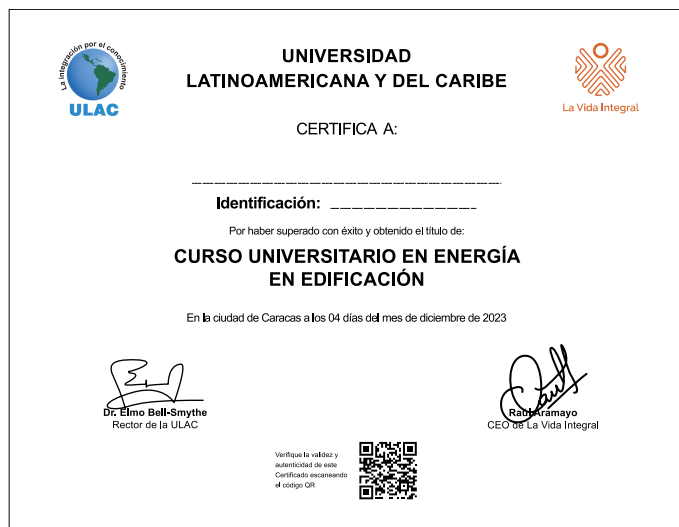 La integración por el conocimiento
ULAC
UNIVERSIDAD
LATINOAMERICANA Y DEL CARIBE
La Vida Integral
CERTIFICA A:
Identificación:
Por haber superado con éxito y obtenido el título de:
CURSO UNIVERSITARIO EN ENERGÍA
EN EDIFICACIÓN
En la ciudad de Caracas a los 04 días del mes de diciembre de 2023
Dr. Elmo Bell-Smythe
Rector de la ULAC
Raúl Aramayo
CEO de La Vida Integral
Verifique la validez y
autenticidad de este
Certificado escaneando
el código QR